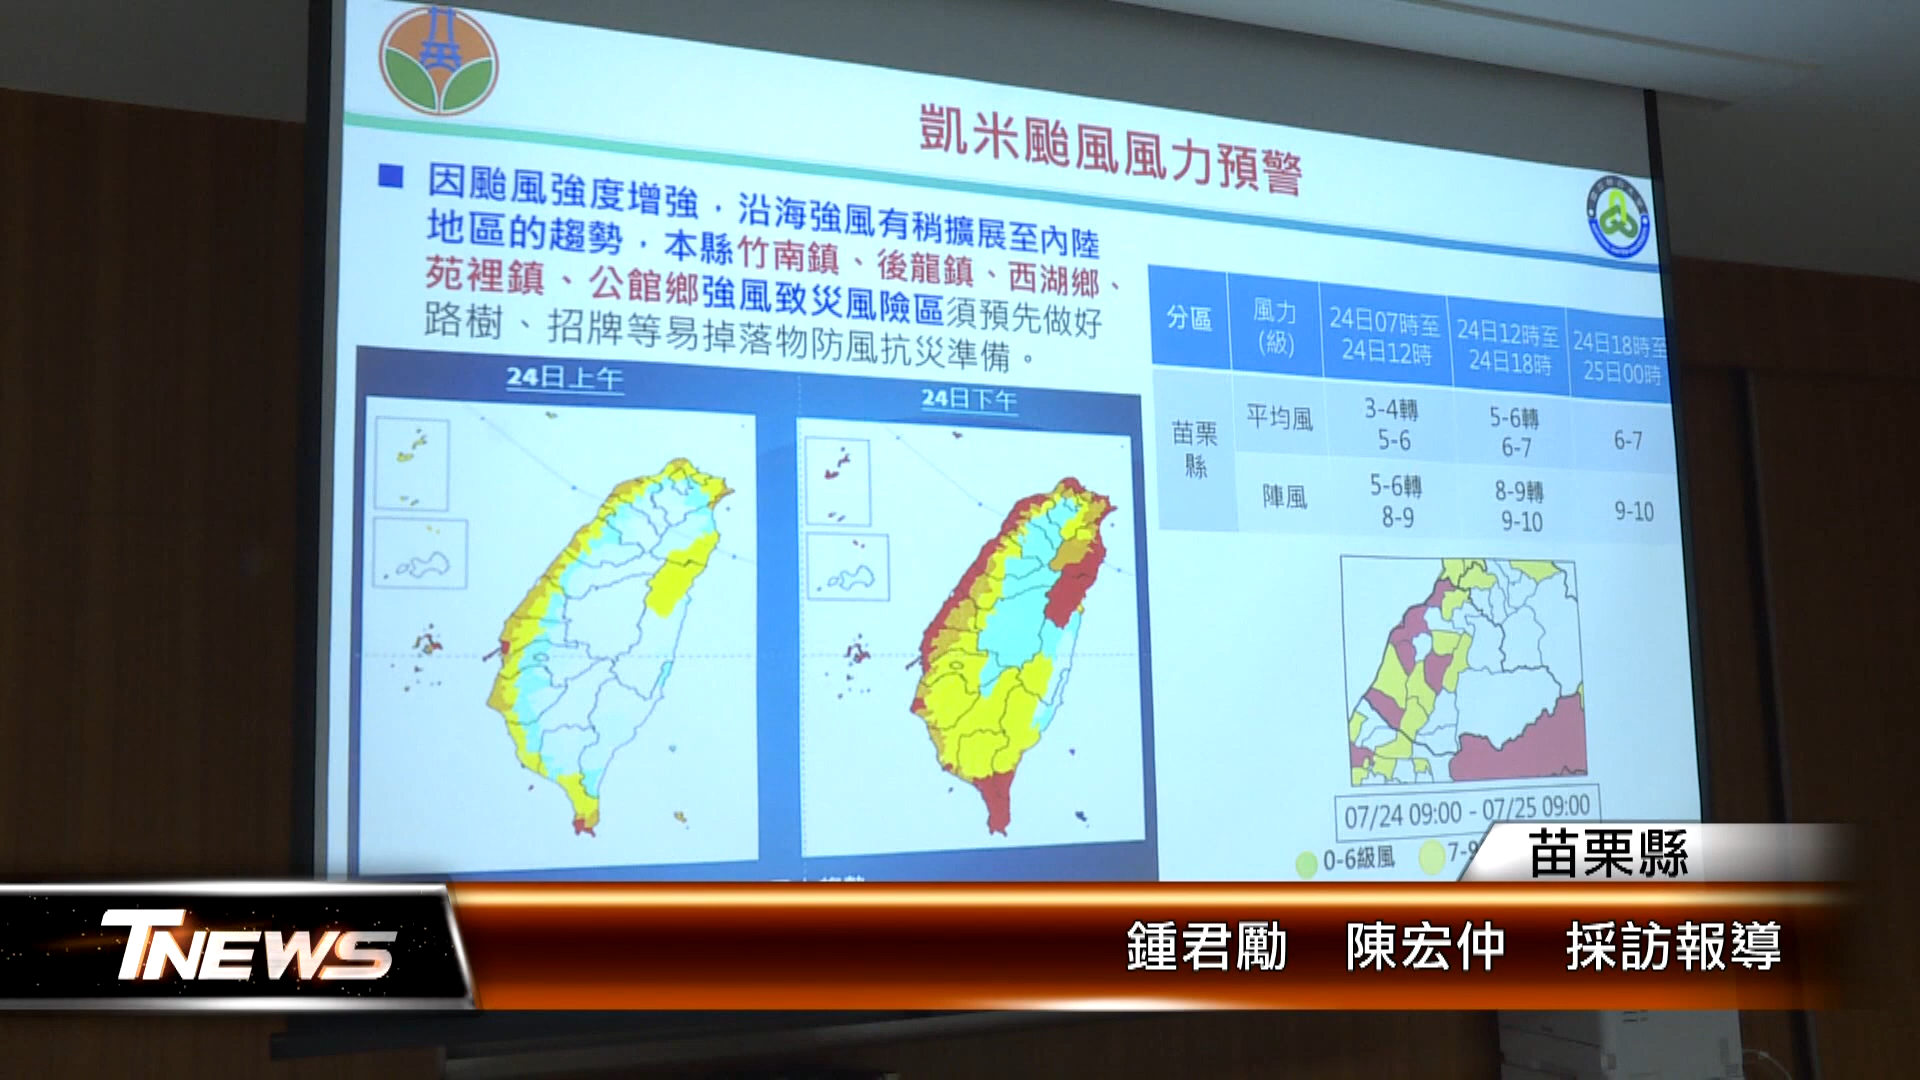 凱米颱風風力預警
■ 因颱風強度增強，沿海強風有稍擴展至內陸
地區的趨勢，本縣竹南鎮、後龍鎮、西湖鄉、
苑裡鎮、公館鄉強風致災風險區須預先做好
路樹、招牌等易掉落物防風抗災準備。
24日上午
24日下午
分區 風力(級) 24日07時至24日12時 24日12時至24日18時 24日18時至25日00時
苗栗縣 平均風 3-4轉5-6 5-6轉6-7 6-7
陣風 5-6轉8-9 8-9轉9-10 9-10
07/24 09:00 - 07/25 09:00
0-6級風 7-9
苗栗縣
TNEWS
鍾君勵 陳宏仲 採訪報導